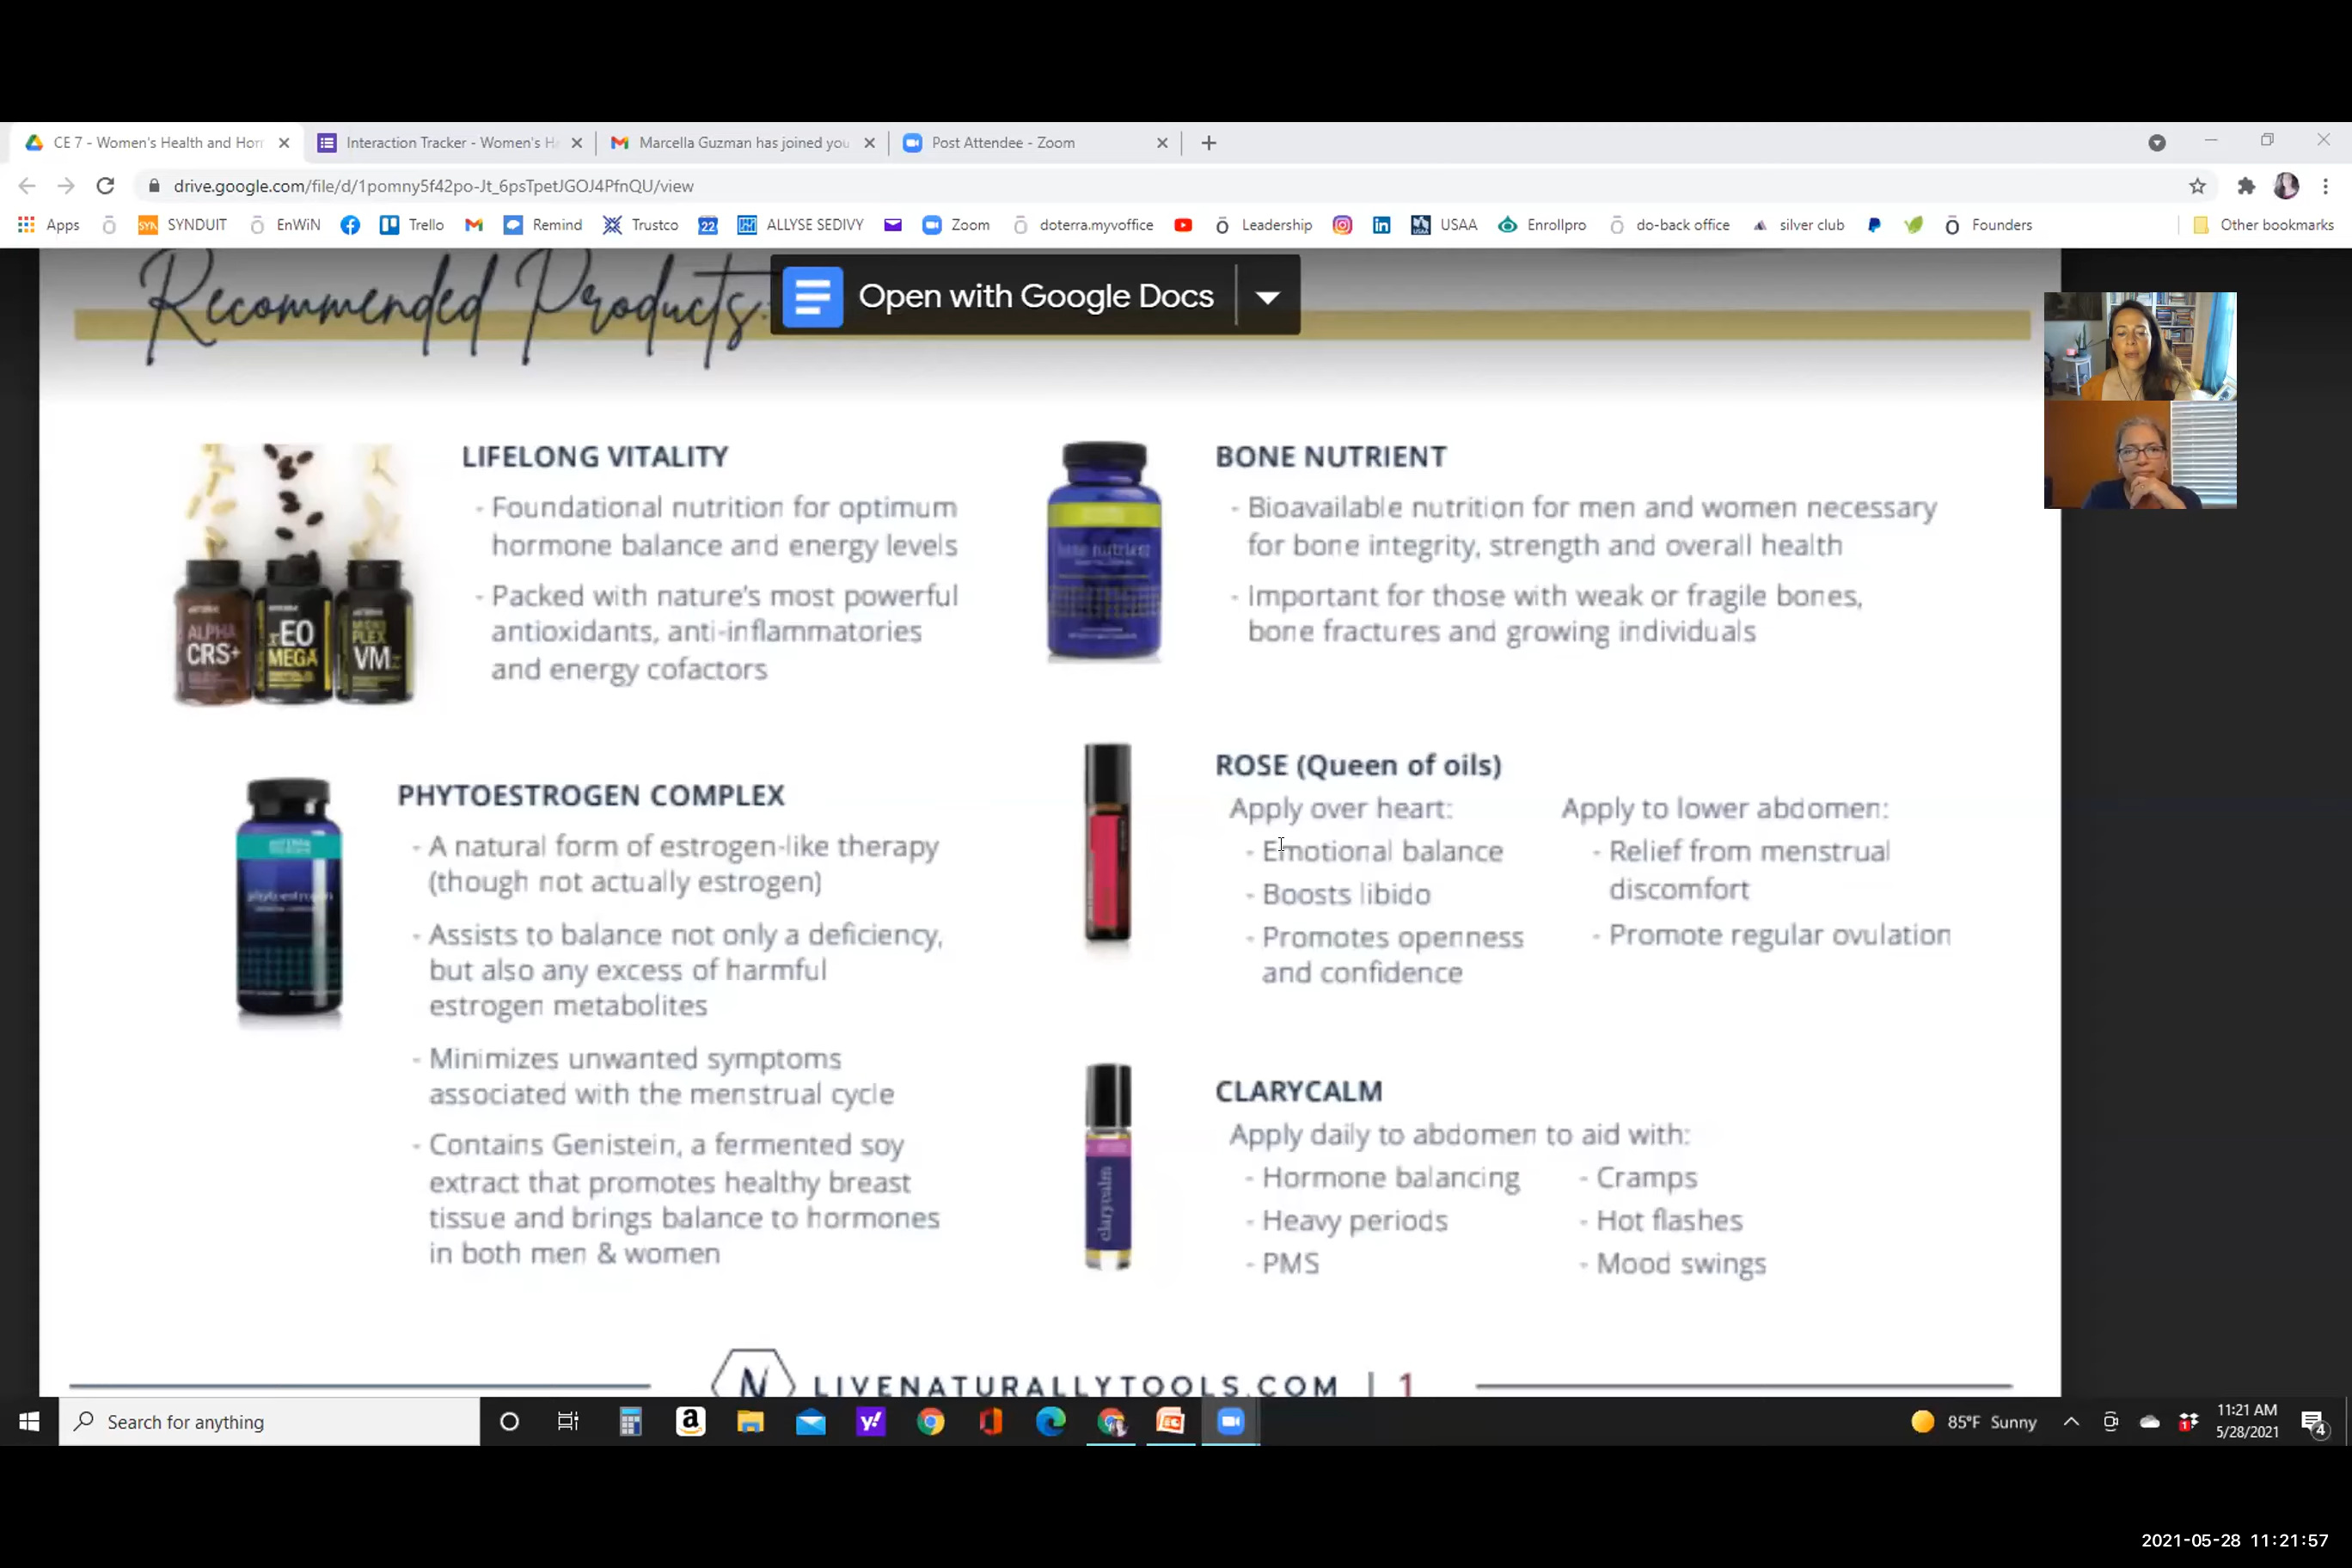 CE 7 - Women's Health and Hor
Interaction Tracker - Women's H
Marcella Guzman has joined you
Post Attendee - Zoom
drive.google.com/file/d/1pomny5f42po-Jt_6psTpetJGOJ4PfnQU/view
Apps
SYN SYNDUIT
EnWiN
Trello
Remind
Trustco
22
ALLYSE SEDIVY
Zoom
doterra.myvoffice
Leadership
USAA
Enrollpro
do-back office
silver club
Founders
Other bookmarks
Recommended Products:
Open with Google Docs
LIFELONG VITALITY
- Foundational nutrition for optimum
hormone balance and energy levels
- Packed with nature's most powerful
antioxidants, anti-inflammatories
and energy cofactors
ALPHA
CRS+
xEO
MEGA
MICRO
PLEX
VMz
BONE NUTRIENT
- Bioavailable nutrition for men and women necessary
for bone integrity, strength and overall health
- Important for those with weak or fragile bones,
bone fractures and growing individuals
bone nutrient
PHYTOESTROGEN COMPLEX
- A natural form of estrogen-like therapy
(though not actually estrogen)
- Assists to balance not only a deficiency,
but also any excess of harmful
estrogen metabolites
- Minimizes unwanted symptoms
associated with the menstrual cycle
- Contains Genistein, a fermented soy
extract that promotes healthy breast
tissue and brings balance to hormones
in both men & women
phytoestrogen
ROSE (Queen of oils)
Apply over heart:
- Emotional balance
- Boosts libido
- Promotes openness
and confidence
Apply to lower abdomen:
- Relief from menstrual
discomfort
- Promote regular ovulation
CLARYCALM
Apply daily to abdomen to aid with:
- Hormone balancing
- Heavy periods
- PMS
- Cramps
- Hot flashes
- Mood swings
clarycalm
N LIVENATURALLYTOOLS.COM | 1
Search for anything
85°F Sunny
11:21 AM
5/28/2021
4
2021-05-28 11:21:57